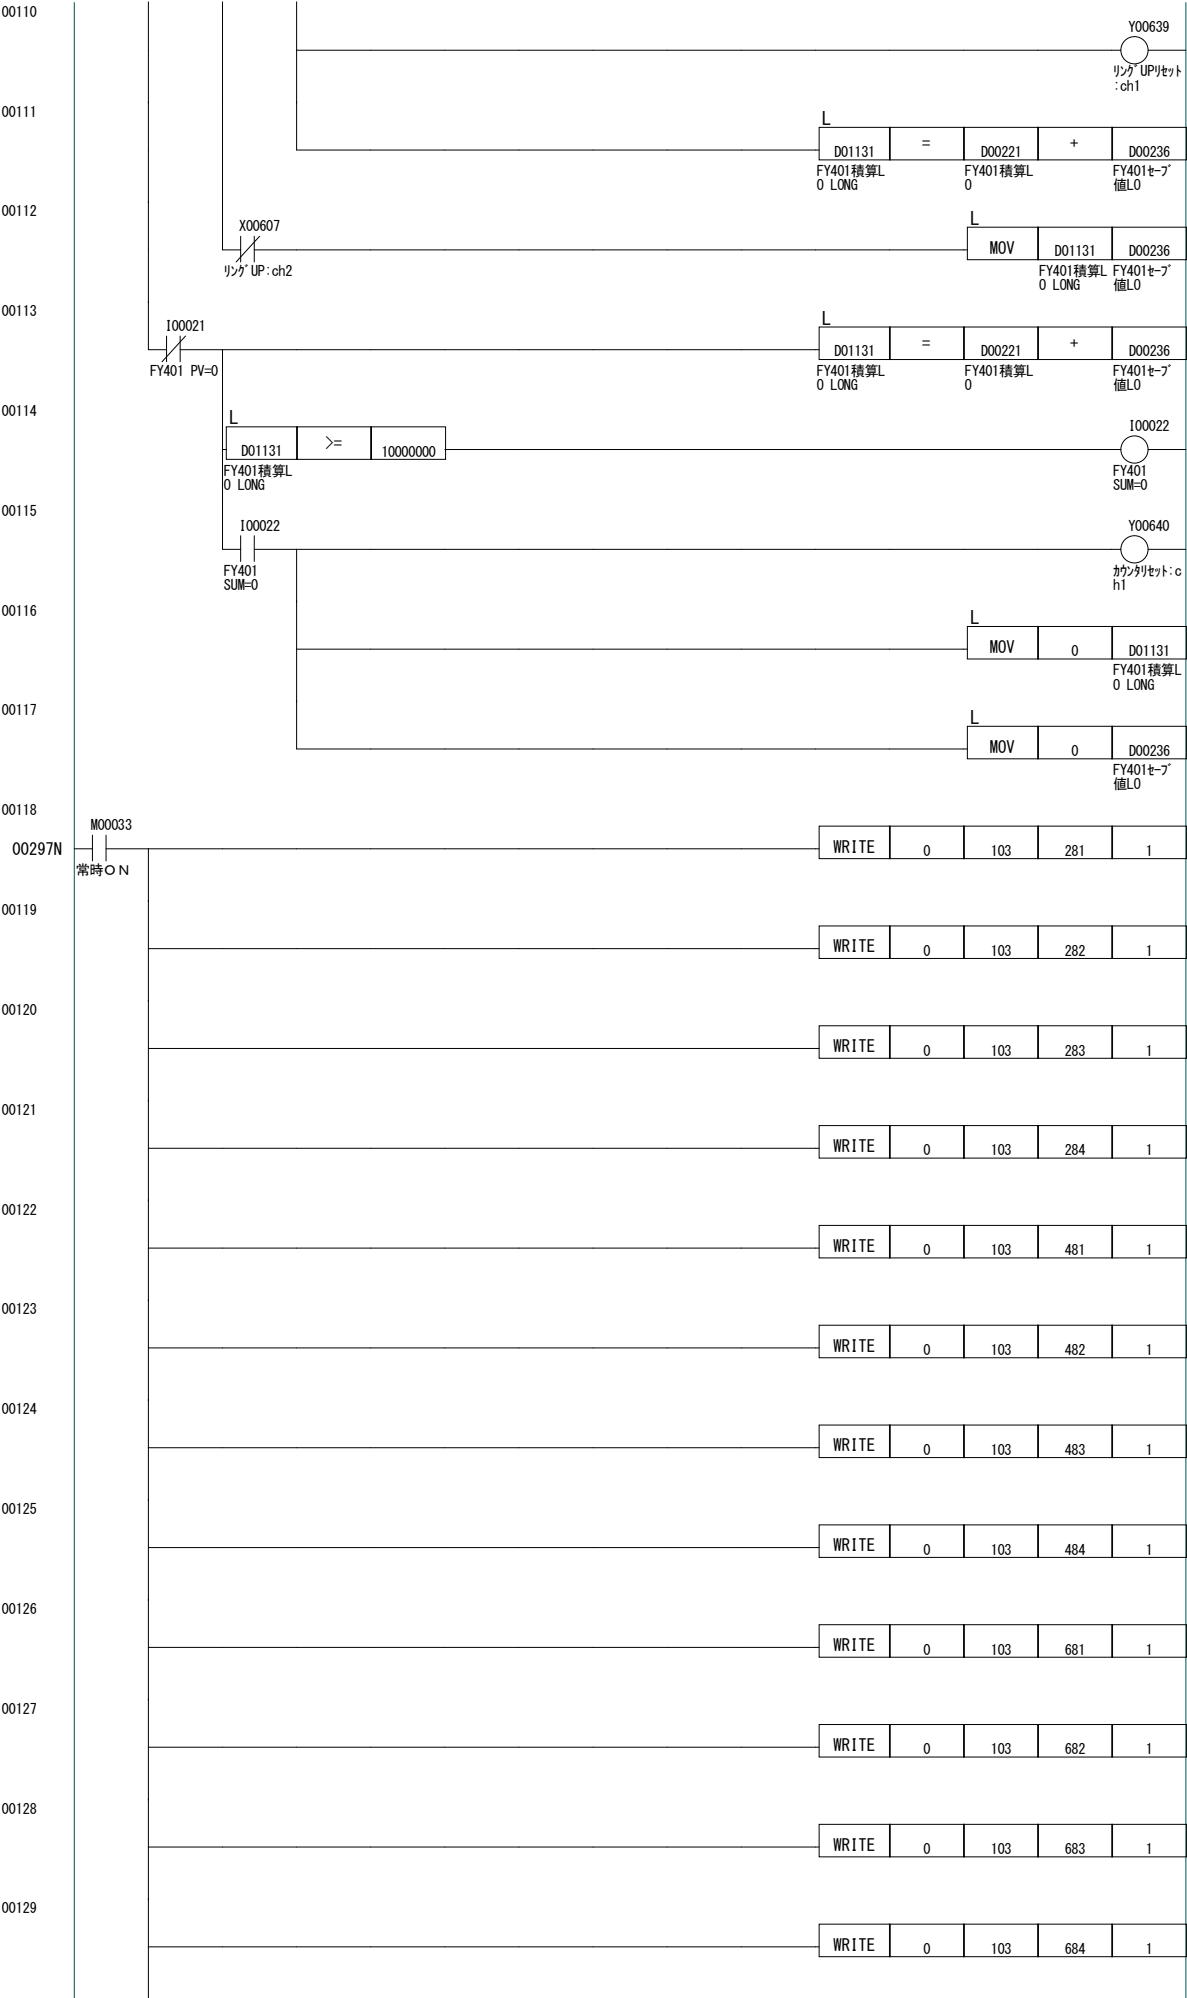 00110
Y00639
リングUPリセット
:ch1
00111
L
D01131 = D00221 + D00236
FY401積算L FY401積算L FY401セーブ
0 LONG 0 値L0
00112
X00607 L
MOV D01131 D00236
リングUP:ch2 FY401積算L FY401セーブ
0 LONG 値L0
00113
I00021 L
D01131 = D00221 + D00236
FY401 PV=0 FY401積算L FY401積算L FY401セーブ
0 LONG 0 値L0
00114
L I00022
D01131 >= 10000000
FY401積算L FY401
0 LONG SUM=0
00115
I00022 Y00640
FY401 カウンタリセット:c
SUM=0 h1
00116
L
MOV 0 D01131
FY401積算L
0 LONG
00117
L
MOV 0 D00236
FY401セーブ
値L0
00118
M00033
00297N WRITE 0 103 281 1
常時ON
00119
WRITE 0 103 282 1
00120
WRITE 0 103 283 1
00121
WRITE 0 103 284 1
00122
WRITE 0 103 481 1
00123
WRITE 0 103 482 1
00124
WRITE 0 103 483 1
00125
WRITE 0 103 484 1
00126
WRITE 0 103 681 1
00127
WRITE 0 103 682 1
00128
WRITE 0 103 683 1
00129
WRITE 0 103 684 1